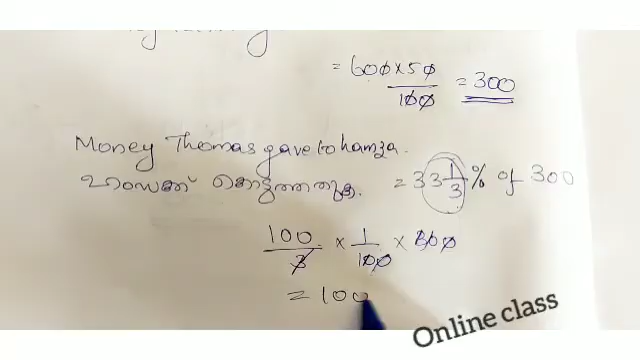 = 600×50
100 = 300
Money Thomas gave to hamza.
ഹംസക്ക് കൊടുത്തതുക. = 33 1/3 % of 300
100/3 × 1/100 × 300
= 100
Online class